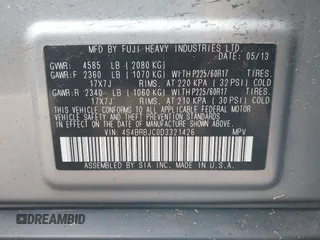 MFD BY FUJI HEAVY INDUSTRIES LTD. 05/13
GVWR: 4585 LB ( 2080 KG)
GAWR:F 2360 LB ( 1070 KG) WITH P225/60R17 TIRES.
17X7J RIMS. AT 220 KPA ( 32 PSI) COLD
GAWR:R 2340 LB ( 1060 KG) WITH P225/60R17 TIRES.
17X7J RIMS. AT 210 KPA ( 30 PSI) COLD
THIS VEHICLE CONFORMS TO ALL APPLICABLE FEDERAL MOTOR
VEHICLE SAFETY AND THEFT PREVENTION STANDARDS IN EFFECT
ON THE DATE OF MANUFACTURE SHOWN ABOVE.
VIN: 4S4BRBJC0D3321426 MPV
ASSEMBLED BY SIA INC. MADE IN U.S.A.
DREAMBID